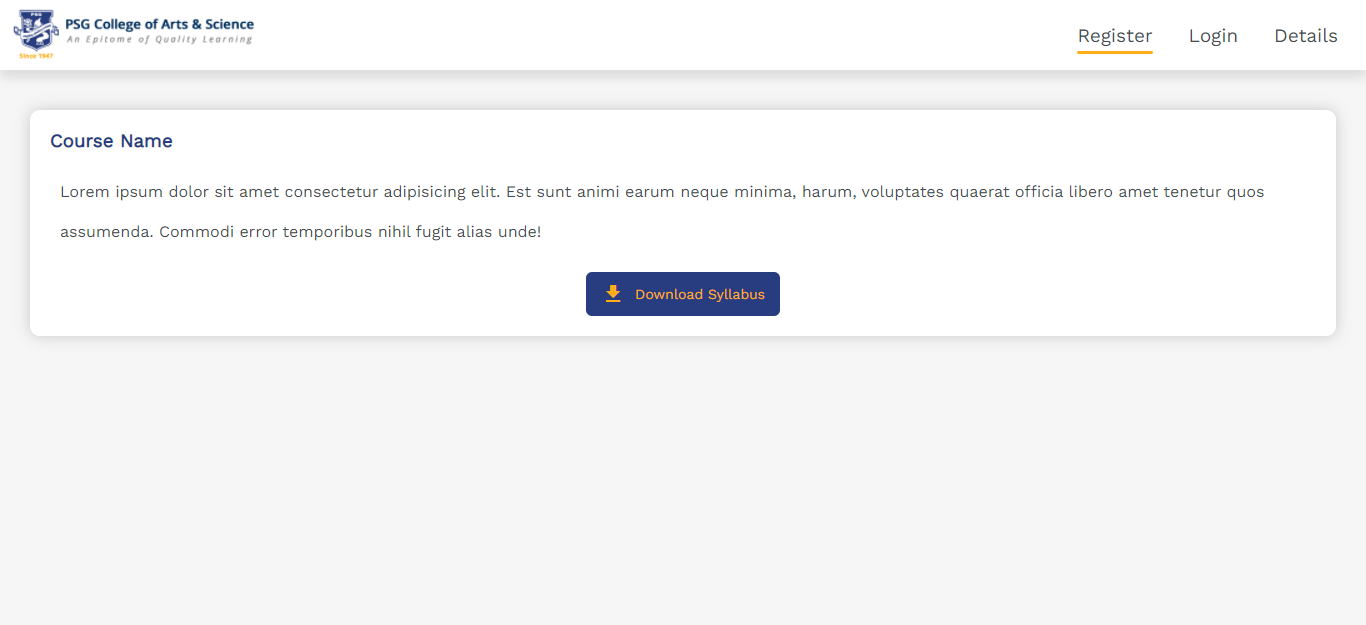 PSG
PSG College of Arts & Science
An Epitome of Quality Learning
Since 1947
Register
Login
Details
Course Name
Lorem ipsum dolor sit amet consectetur adipisicing elit. Est sunt animi earum neque minima, harum, voluptates quaerat officia libero amet tenetur quos
assumenda. Commodi error temporibus nihil fugit alias unde!
Download Syllabus